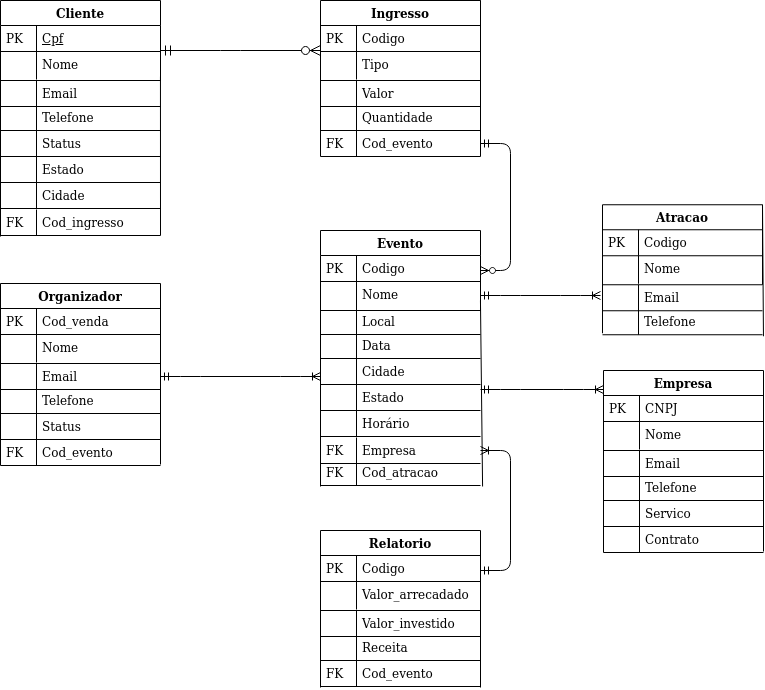 Cliente
PK Cpf
Nome
Email
Telefone
Status
Estado
Cidade
FK Cod_ingresso
Ingresso
PK Codigo
Tipo
Valor
Quantidade
FK Cod_evento
Organizador
PK Cod_venda
Nome
Email
Telefone
Status
FK Cod_evento
Evento
PK Codigo
Nome
Local
Data
Cidade
Estado
Horário
FK Empresa
FK Cod_atracao
Atracao
PK Codigo
Nome
Email
Telefone
Empresa
PK CNPJ
Nome
Email
Telefone
Servico
Contrato
Relatorio
PK Codigo
Valor_arrecadado
Valor_investido
Receita
FK Cod_evento